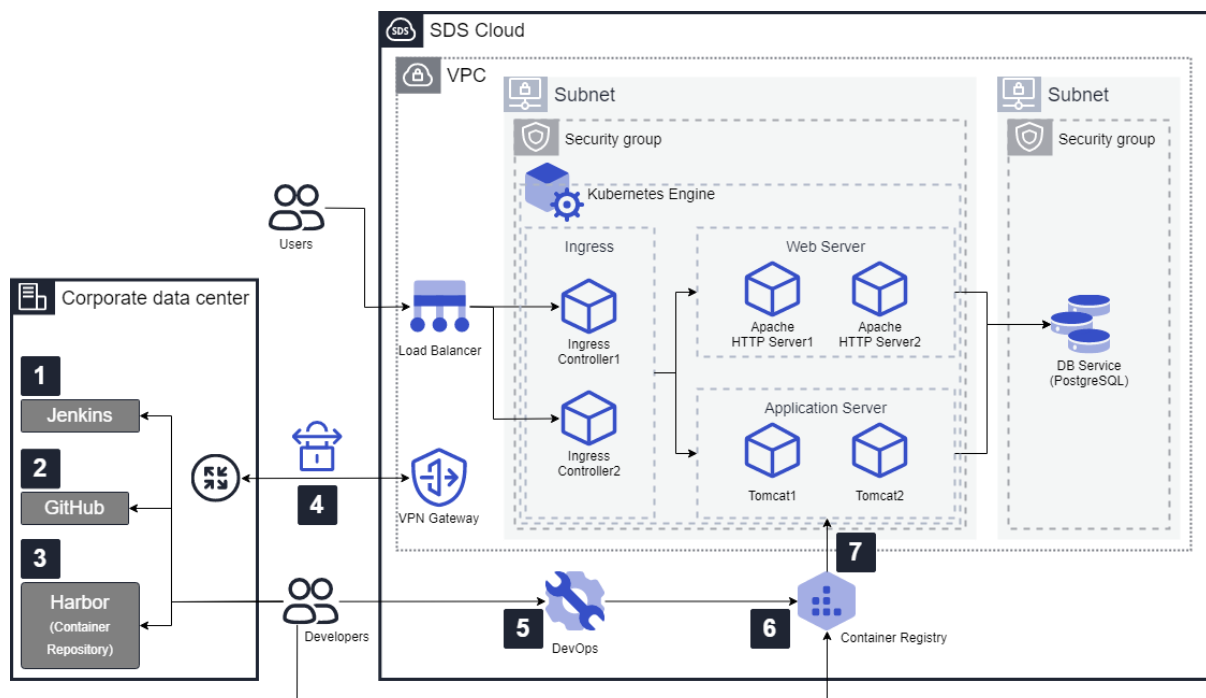 SDS
SDS Cloud
VPC
Subnet
Subnet
Security group
Security group
Kubernetes Engine
Users
Ingress
Web Server
Corporate data center
Load Balancer
Ingress
Controller1
Apache
HTTP Server1
Apache
HTTP Server2
DB Service
(PostgreSQL)
1
Jenkins
Application Server
2
GitHub
4
VPN Gateway
Ingress
Controller2
Tomcat1
Tomcat2
3
Harbor
(Container
Repository)
Developers
5
DevOps
6
7
Container Registry